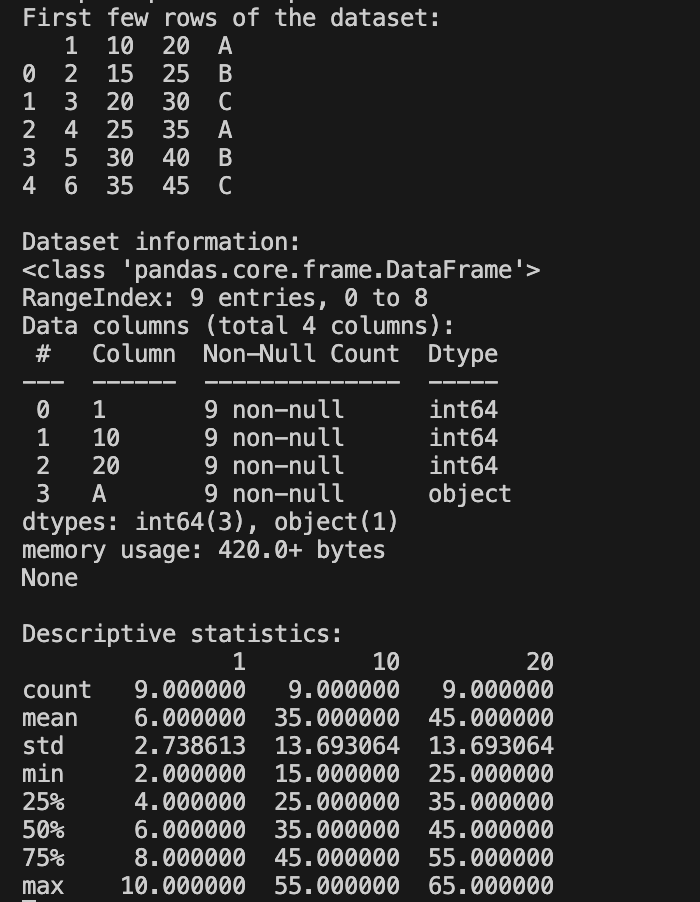 First few rows of the dataset:
   1  10  20  A
0  2  15  25  B
1  3  20  30  C
2  4  25  35  A
3  5  30  40  B
4  6  35  45  C
Dataset information:
<class 'pandas.core.frame.DataFrame'>
RangeIndex: 9 entries, 0 to 8
Data columns (total 4 columns):
 #   Column  Non-Null Count  Dtype
---  ------  --------------  -----
 0   1       9 non-null      int64
 1   10      9 non-null      int64
 2   20      9 non-null      int64
 3   A       9 non-null      object
dtypes: int64(3), object(1)
memory usage: 420.0+ bytes
None
Descriptive statistics:
               1         10         20
count   9.000000   9.000000   9.000000
mean    6.000000  35.000000  45.000000
std     2.738613  13.693064  13.693064
min     2.000000  15.000000  25.000000
25%     4.000000  25.000000  35.000000
50%     6.000000  35.000000  45.000000
75%     8.000000  45.000000  55.000000
max    10.000000  55.000000  65.000000